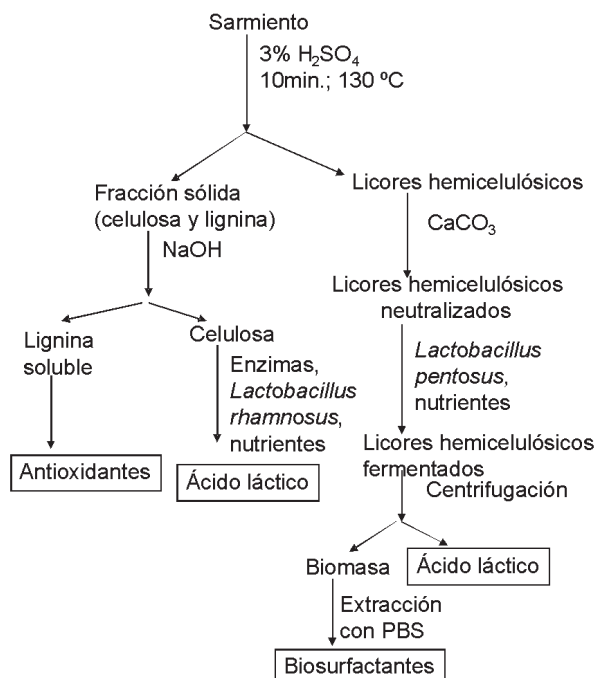 Sarmiento
3% H₂SO₄
10min.; 130 ºC
Fracción sólida
(celulosa y lignina)
NaOH
Licores hemicelulósicos
CaCO₃
Licores hemicelulósicos
neutralizados
Lignina
soluble
Celulosa
Enzimas,
Lactobacillus
rhamnosus,
nutrientes
Lactobacillus
pentosus,
nutrientes
Antioxidantes
Ácido láctico
Licores hemicelulósicos
fermentados
Centrifugación
Biomasa
Ácido láctico
Extracción
con PBS
Biosurfactantes